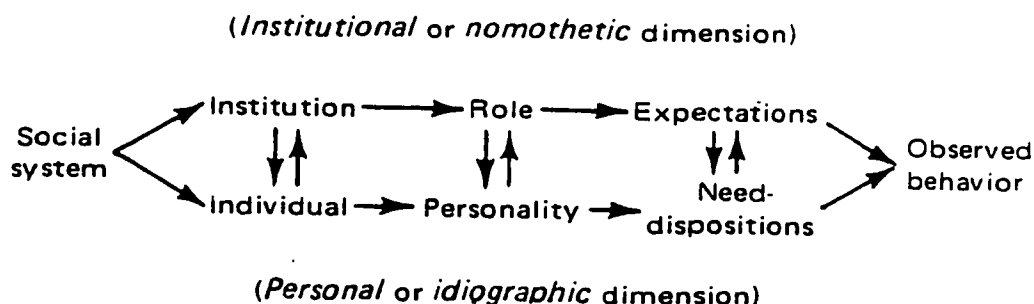 (Institutional or nomothetic dimension)
Institution Role Expectations
Social
system
Observed
behavior
Individual Personality Need-
dispositions
(Personal or idiographic dimension)